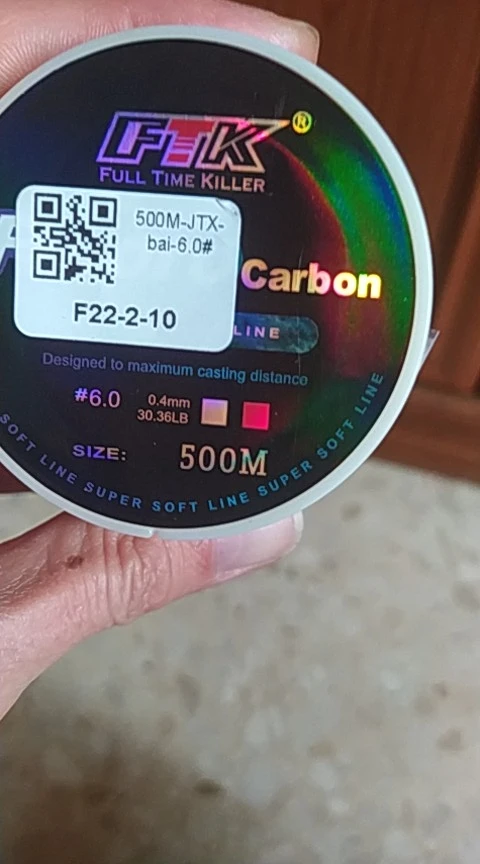 FTK®
FULL TIME KILLER
500M-JTX-
bai-6.0#
Carbon
F22-2-10
LINE
Designed to maximum casting distance
#6.0
0.4mm
30.36LB
SIZE: 500M
SOFT LINE SUPER SOFT LINE SUPER SOFT LINE